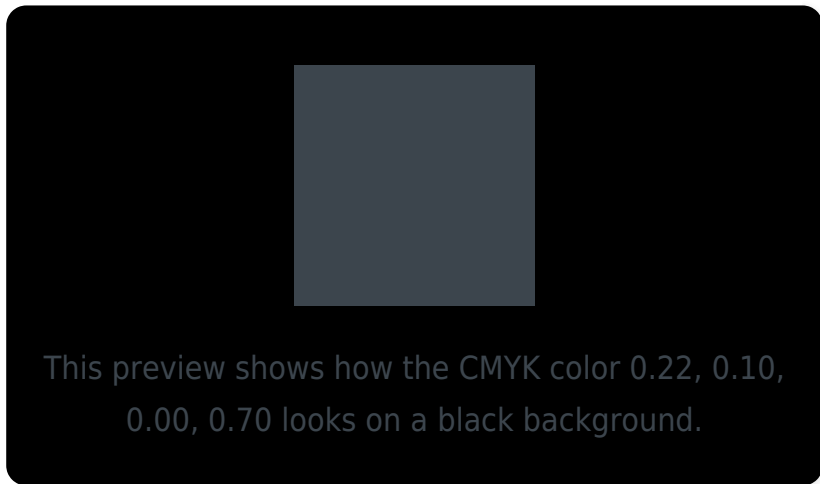 This preview shows how the CMYK color 0.22, 0.10,
0.00, 0.70 looks on a black background.